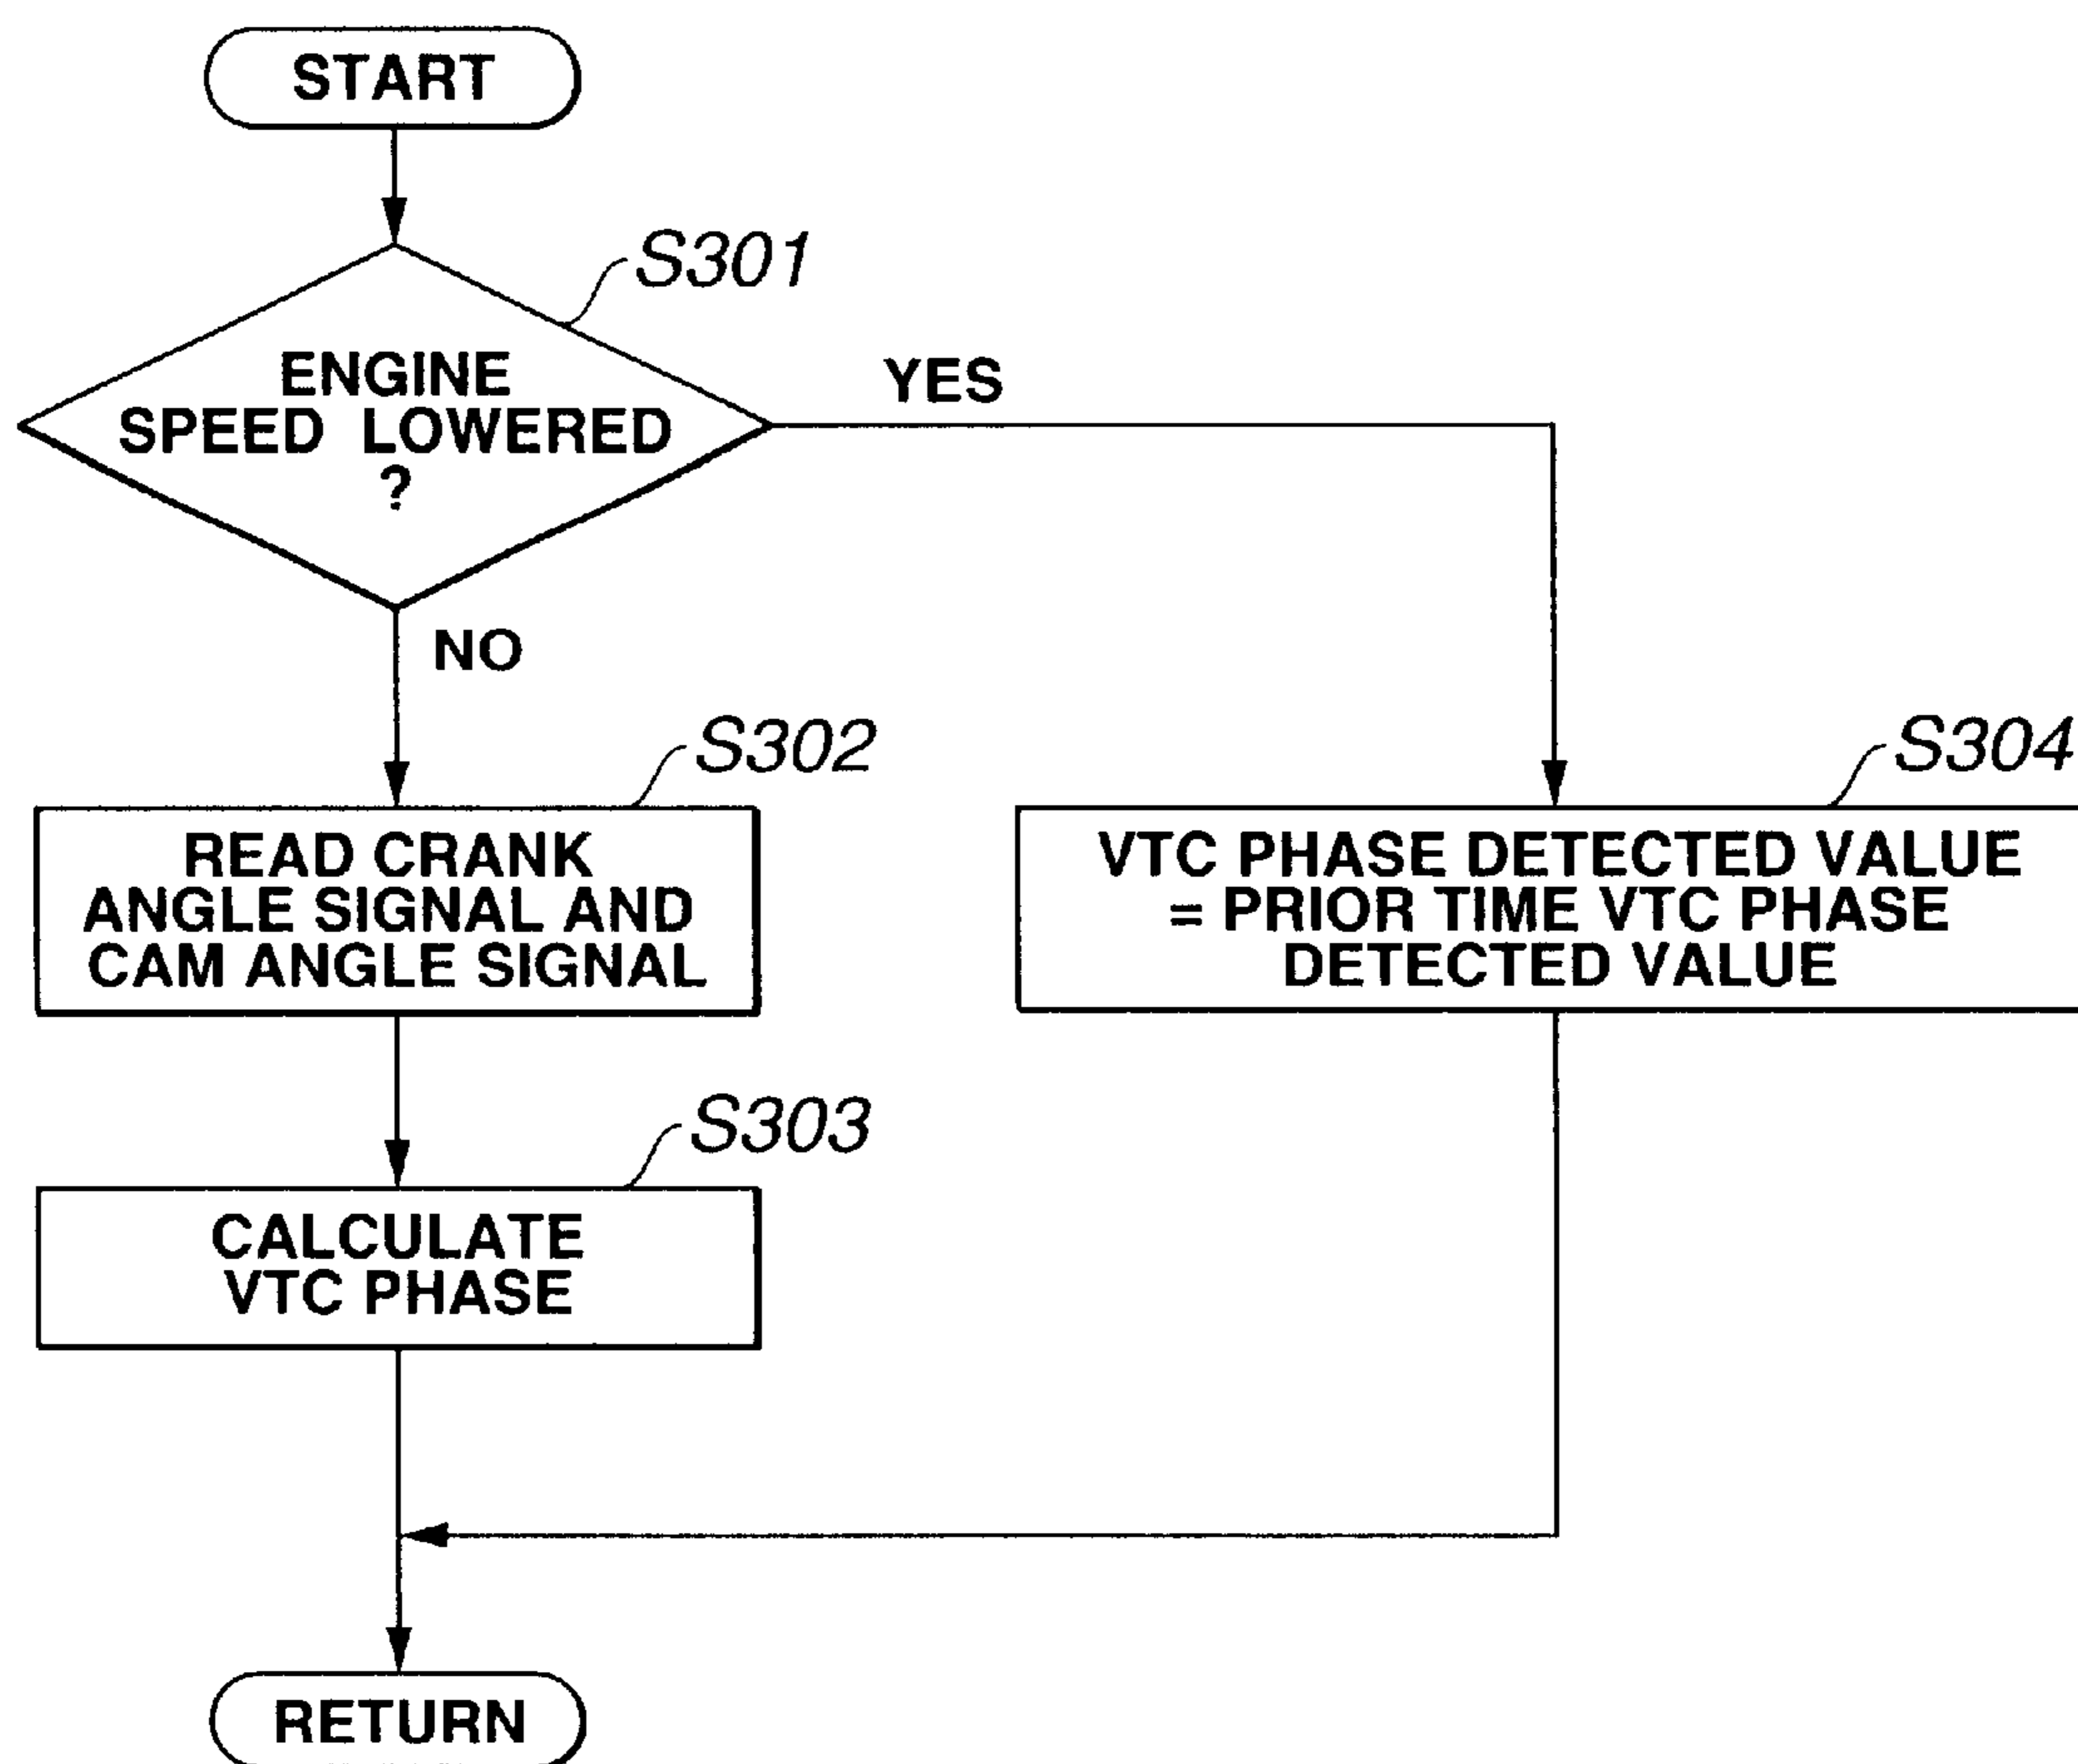 START
S301
ENGINE
SPEED LOWERED
?
YES
NO
S302
READ CRANK
ANGLE SIGNAL AND
CAM ANGLE SIGNAL
S304
VTC PHASE DETECTED VALUE
= PRIOR TIME VTC PHASE
DETECTED VALUE
S303
CALCULATE
VTC PHASE
RETURN